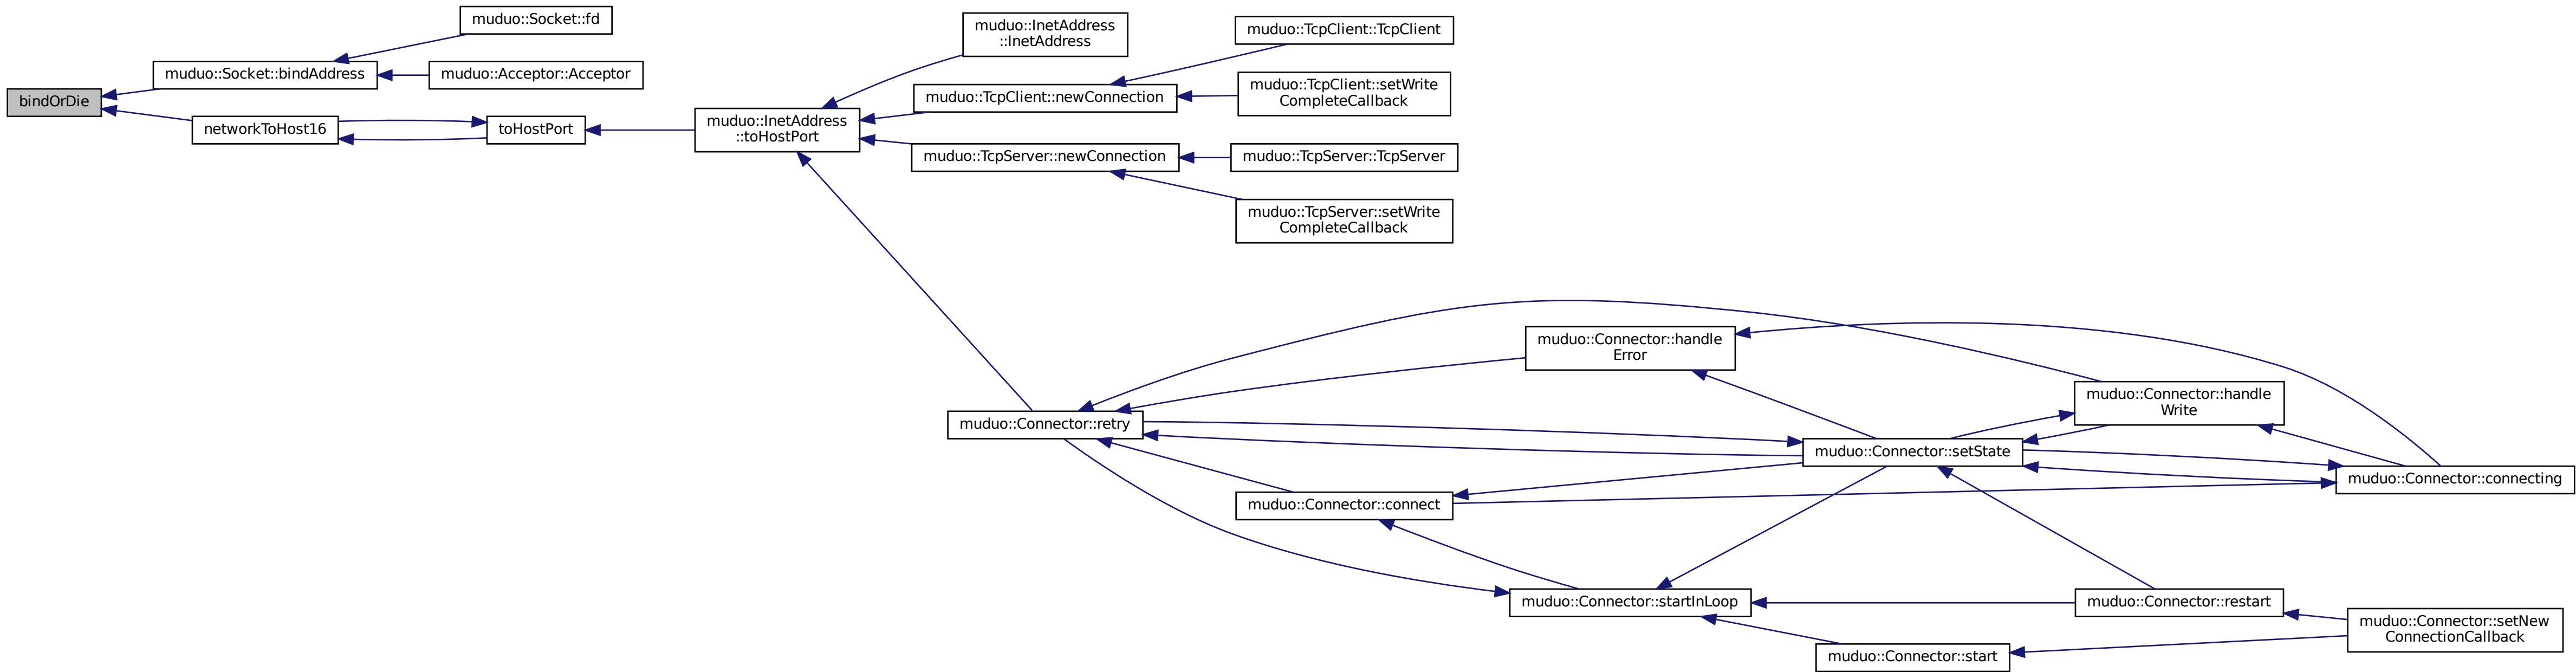 muduo::Socket::fd
muduo::Socket::bindAddress
muduo::Acceptor::Acceptor
bindOrDie
networkToHost16
toHostPort
muduo::InetAddress
::toHostPort
muduo::InetAddress
::InetAddress
muduo::TcpClient::newConnection
muduo::TcpServer::newConnection
muduo::TcpClient::TcpClient
muduo::TcpClient::setWrite
CompleteCallback
muduo::TcpServer::TcpServer
muduo::TcpServer::setWrite
CompleteCallback
muduo::Connector::retry
muduo::Connector::handle
Error
muduo::Connector::connect
muduo::Connector::startInLoop
muduo::Connector::setState
muduo::Connector::handle
Write
muduo::Connector::connecting
muduo::Connector::restart
muduo::Connector::start
muduo::Connector::setNew
ConnectionCallback